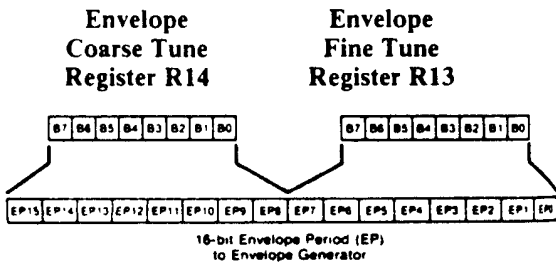 Envelope
Coarse Tune
Register R14
Envelope
Fine Tune
Register R13
B7 B6 B5 B4 B3 B2 B1 B0
B7 B6 B5 B4 B3 B2 B1 B0
EP15 EP14 EP13 EP12 EP11 EP10 EP9 EP8 EP7 EP6 EP5 EP4 EP3 EP2 EP1 EP0
16-bit Envelope Period (EP)
to Envelope Generator